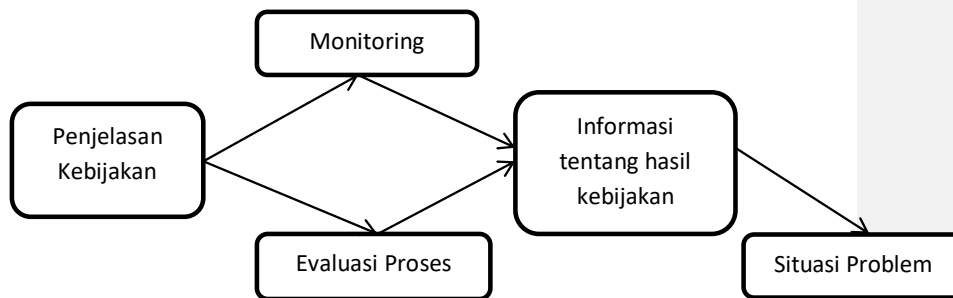 Monitoring
Penjelasan
Kebijakan
Informasi
tentang hasil
kebijakan
Evaluasi Proses
Situasi Problem